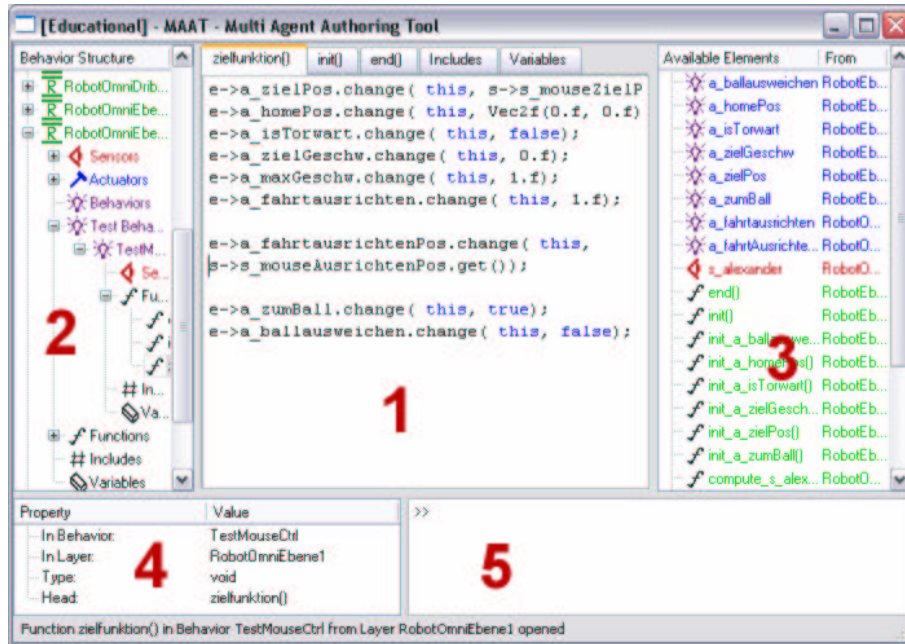 [Educational] - MAAT - Multi Agent Authoring Tool
Behavior Structure
RobotOmniDrib...
RobotOmniEbe...
RobotOmniEbe...
Sensors
Actuators
Behaviors
Test Beha...
TestM...
Se...
Fu...
In...
Va...
Functions
Includes
Variables
2
zielfunktion() init() end() Includes Variables
e->a_zielPos.change( this, s->s_mouseZielP
e->a_homePos.change( this, Vec2f(0.f, 0.f)
e->a_isTorwart.change( this, false);
e->a_zielGeschw.change( this, 0.f);
e->a_maxGeschw.change( this, 1.f);
e->a_fahrtausrichten.change( this, 1.f);
e->a_fahrtausrichtenPos.change( this,
s->s_mouseAusrichtenPos.get());
e->a_zumBall.change( this, true);
e->a_ballausweichen.change( this, false);
1
Available Elements From
a_ballausweichen RobotEb...
a_homePos RobotEb...
a_isTorwart RobotEb...
a_zielGeschw RobotEb...
a_zielPos RobotEb...
a_zumBall RobotEb...
a_fahrtausrichten RobotO...
a_fahrtAusrichte... RobotO...
s_alexander RobotO...
end() RobotEb...
init() RobotEb...
init_a_ballauswe... RobotEb...
init_a_homePos() RobotEb...
init_a_isTorwart() RobotEb...
init_a_zielGesch... RobotEb...
init_a_zielPos() RobotEb...
init_a_zumBall() RobotEb...
compute_s_alex... RobotO...
3
Property Value
In Behavior: TestMouseCtrl
In Layer: RobotOmniEbene1
Type: void
Head: zielfunktion()
4
>>
5
Function zielfunktion() in Behavior TestMouseCtrl from Layer RobotOmniEbene1 opened